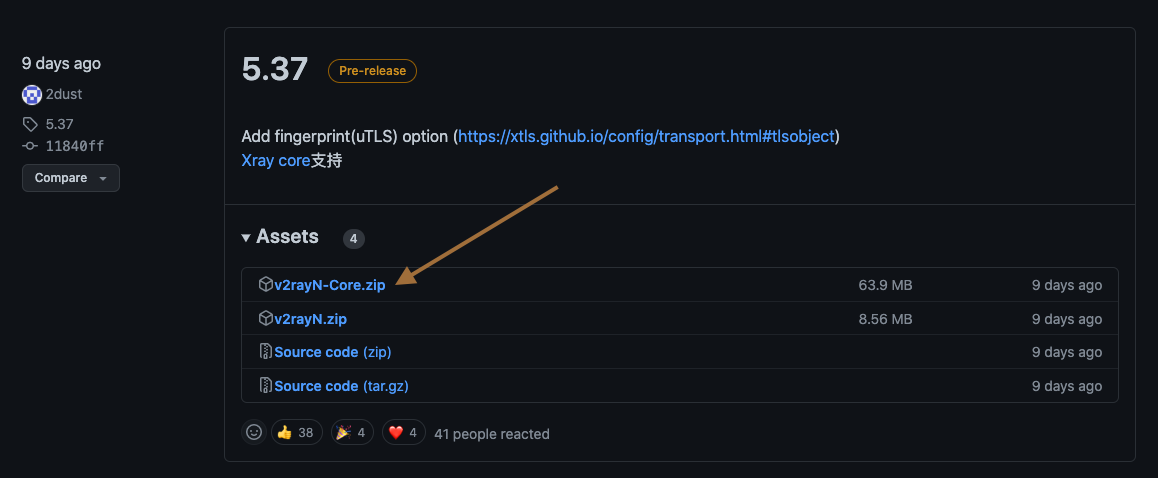 9 days ago
2dust
5.37
11840ff
Compare
5.37 Pre-release
Add fingerprint(uTLS) option (https://xtls.github.io/config/transport.html#tlsobject)
Xray core支持
Assets 4
v2rayN-Core.zip 63.9 MB 9 days ago
v2rayN.zip 8.56 MB 9 days ago
Source code (zip) 9 days ago
Source code (tar.gz) 9 days ago
38 4 4 41 people reacted